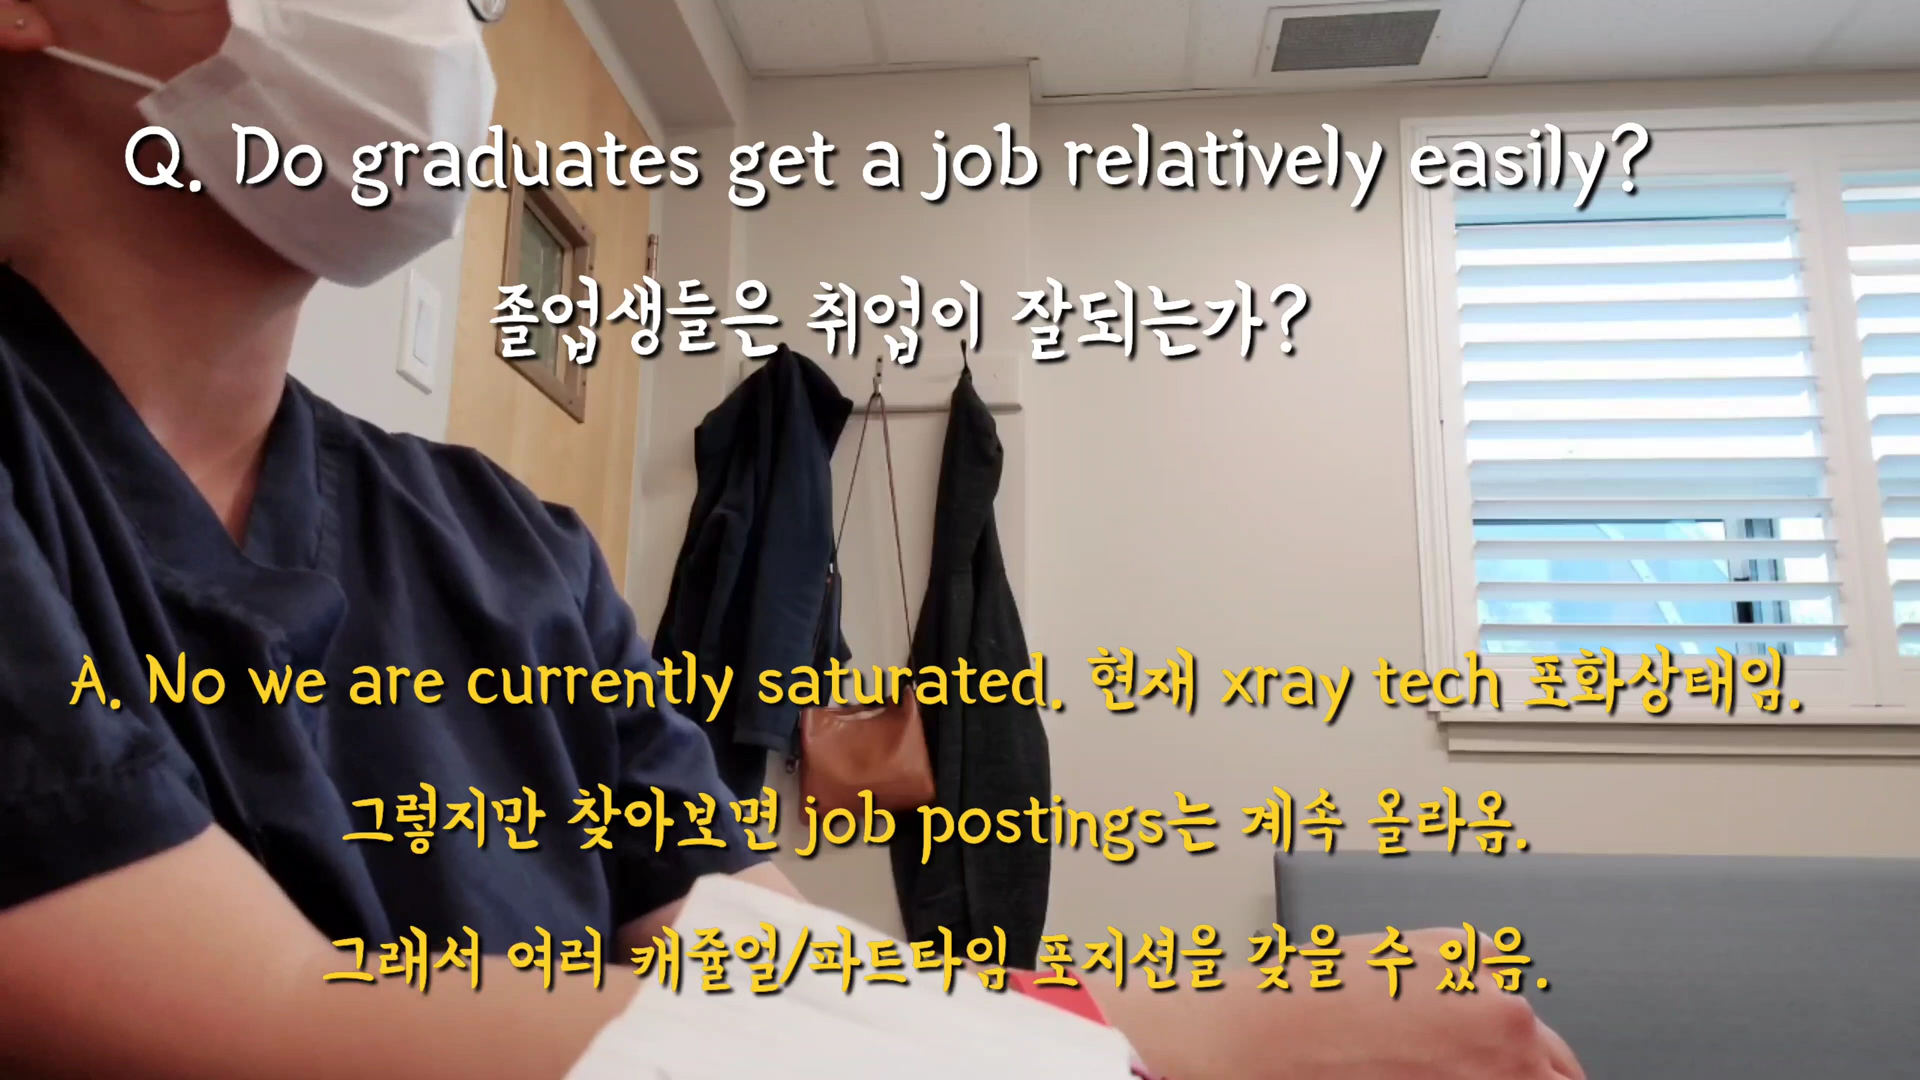 Q. Do graduates get a job relatively easily?
졸업생들은 취업이 잘되는가?
A. No we are currently saturated. 현재 xray tech 포화상태임.
그렇지만 찾아보면 job postings는 계속 올라옴.
그래서 여러 캐쥴얼/파트타임 포지션을 갖을 수 있음.